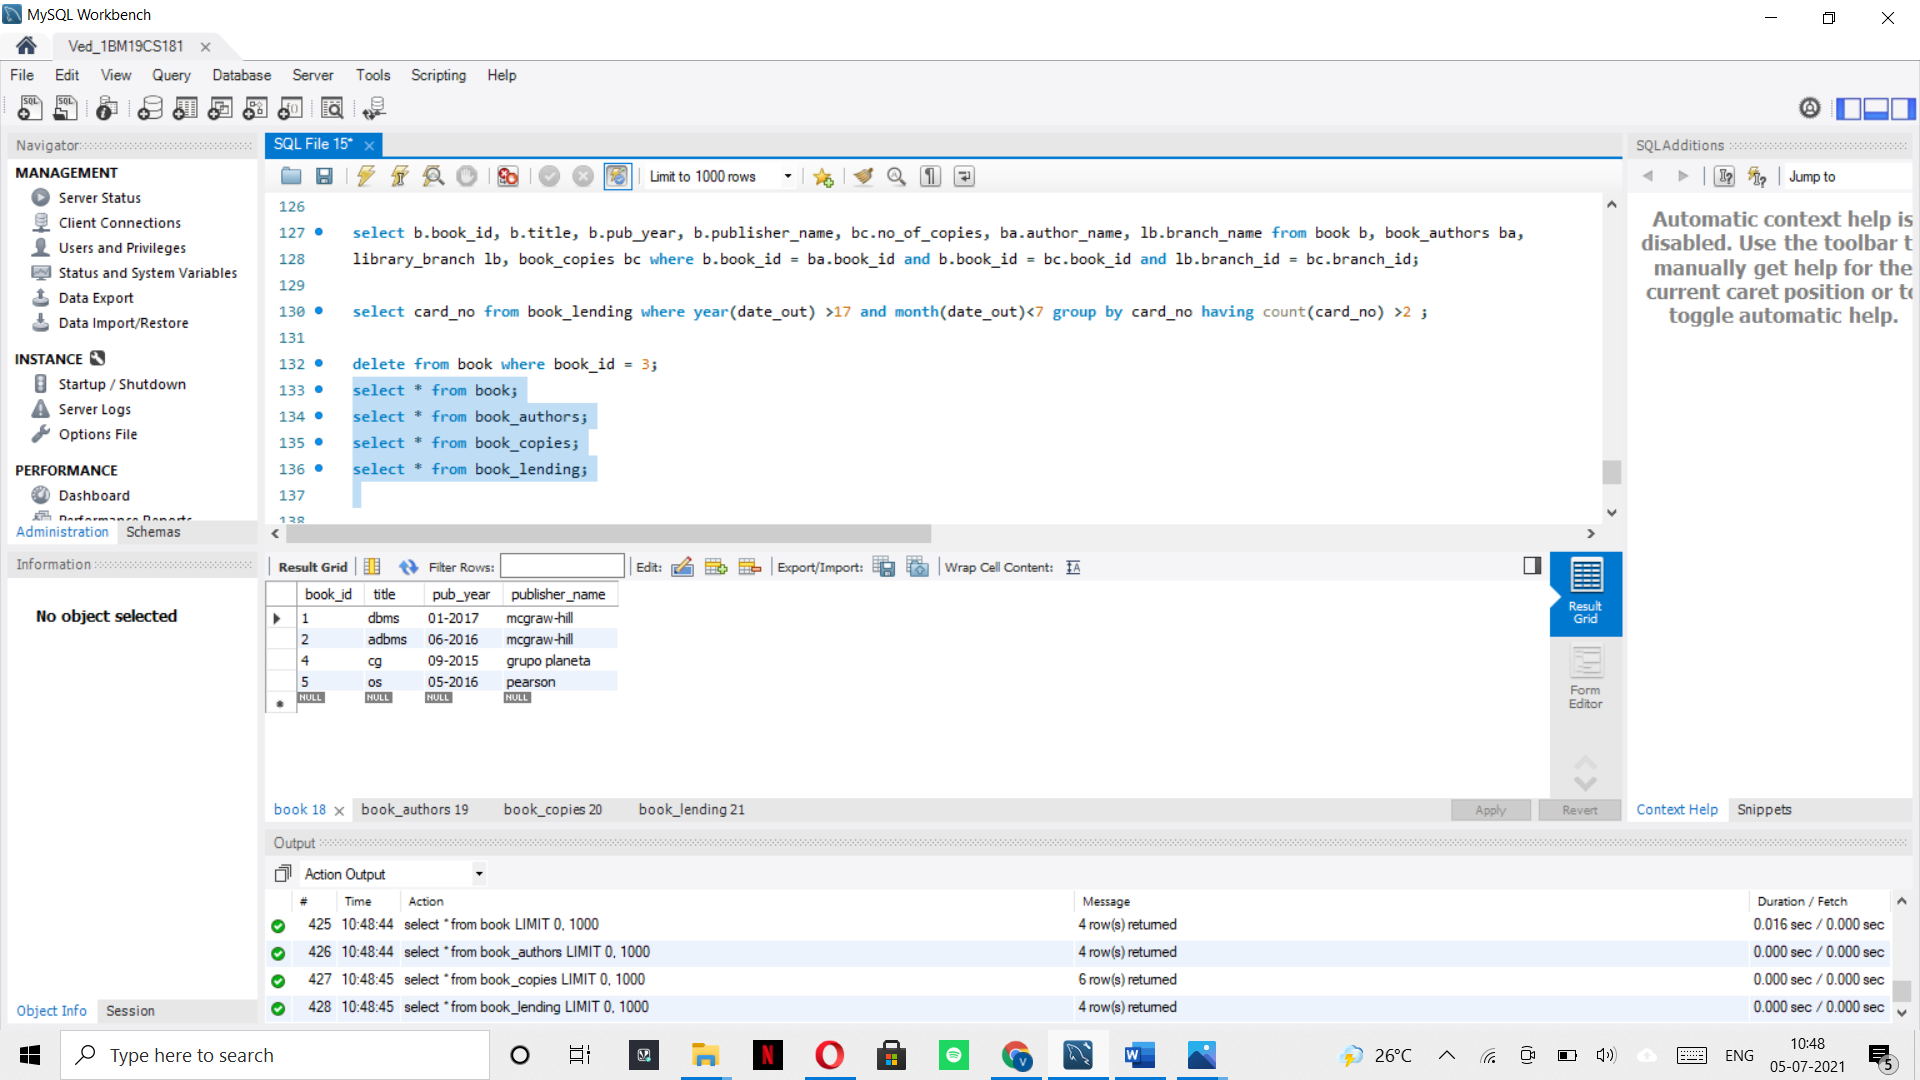 MySQL Workbench
Ved_1BM19CS181
File Edit View Query Database Server Tools Scripting Help
Navigator
MANAGEMENT
Server Status
Client Connections
Users and Privileges
Status and System Variables
Data Export
Data Import/Restore
INSTANCE
Startup / Shutdown
Server Logs
Options File
PERFORMANCE
Dashboard
Performance Reports
Administration Schemas
Information
No object selected
Object Info Session
SQL File 15*
Limit to 1000 rows
126
127 select b.book_id, b.title, b.pub_year, b.publisher_name, bc.no_of_copies, ba.author_name, lb.branch_name from book b, book_authors ba,
128 library_branch lb, book_copies bc where b.book_id = ba.book_id and b.book_id = bc.book_id and lb.branch_id = bc.branch_id;
129
130 select card_no from book_lending where year(date_out) >17 and month(date_out)<7 group by card_no having count(card_no) >2 ;
131
132 delete from book where book_id = 3;
133 select * from book;
134 select * from book_authors;
135 select * from book_copies;
136 select * from book_lending;
137
138
Result Grid Filter Rows: Edit: Export/Import: Wrap Cell Content:
book_id title pub_year publisher_name
1 dbms 01-2017 mcgraw-hill
2 adbms 06-2016 mcgraw-hill
4 cg 09-2015 grupo planeta
5 os 05-2016 pearson
NULL NULL NULL NULL
Result Grid
Form Editor
book 18 book_authors 19 book_copies 20 book_lending 21 Apply Revert
Output
Action Output
# Time Action Message Duration / Fetch
425 10:48:44 select * from book LIMIT 0, 1000 4 row(s) returned 0.016 sec / 0.000 sec
426 10:48:44 select * from book_authors LIMIT 0, 1000 4 row(s) returned 0.000 sec / 0.000 sec
427 10:48:45 select * from book_copies LIMIT 0, 1000 6 row(s) returned 0.000 sec / 0.000 sec
428 10:48:45 select * from book_lending LIMIT 0, 1000 4 row(s) returned 0.000 sec / 0.000 sec
SQLAdditions
Jump to
Automatic context help is
disabled. Use the toolbar t
manually get help for the
current caret position or to
toggle automatic help.
Context Help Snippets
Type here to search
26°C ENG 10:48
05-07-2021
5